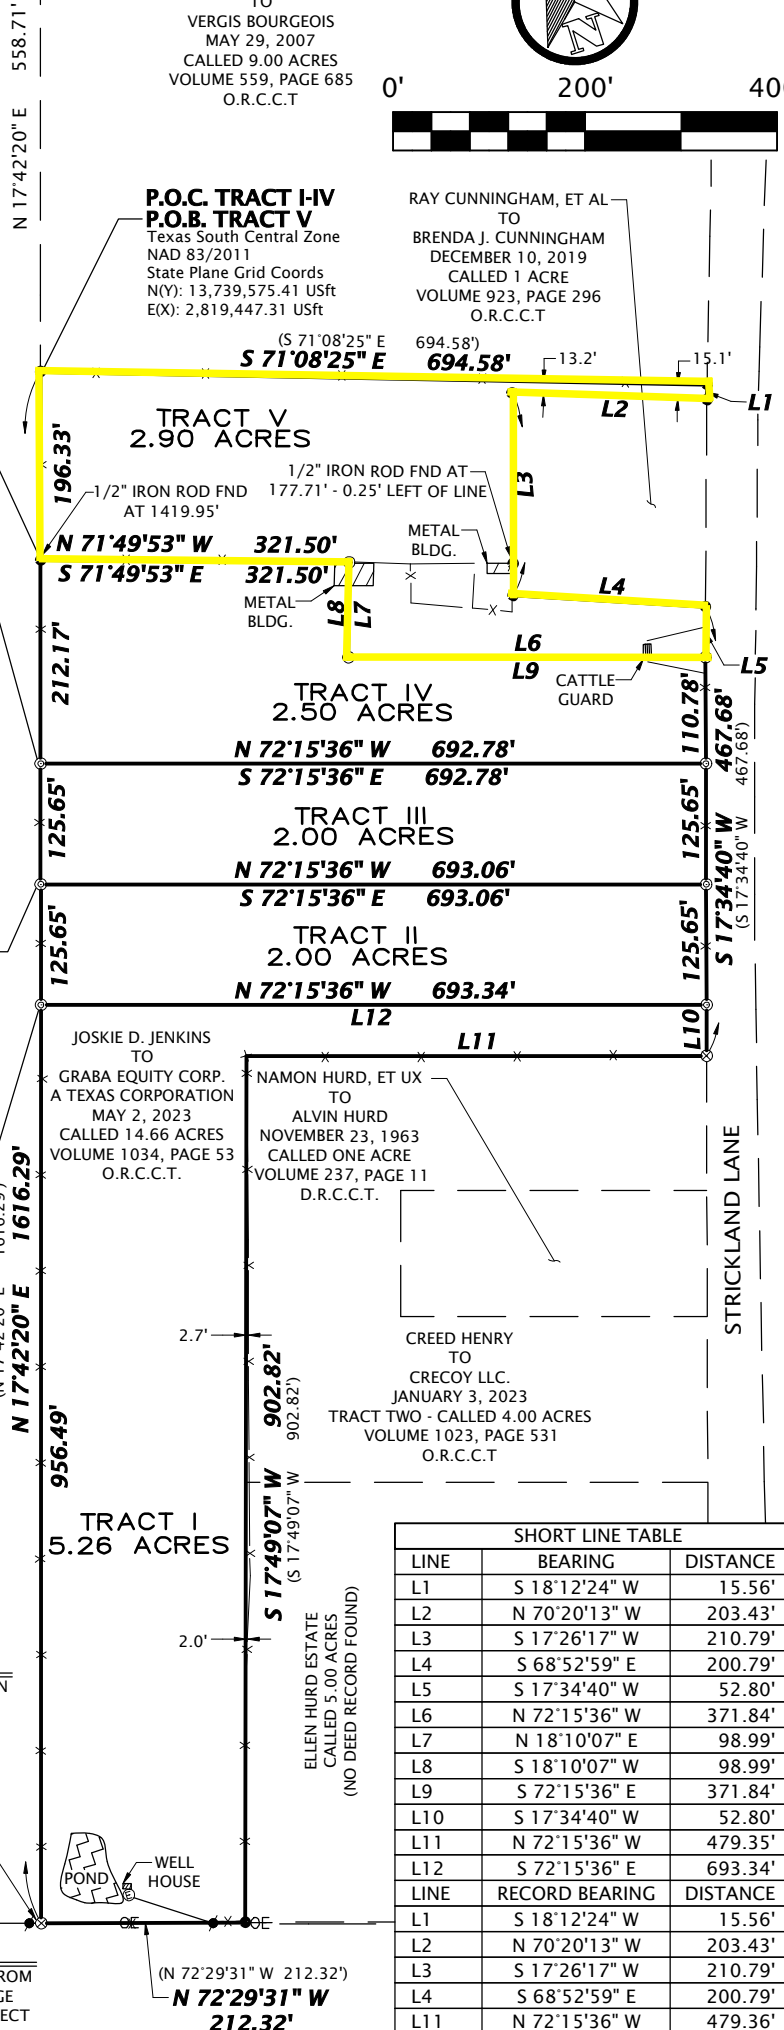 TO
VERGIS BOURGEOIS
MAY 29, 2007
CALLED 9.00 ACRES
VOLUME 559, PAGE 685
O.R.C.C.T
N
0'
200'
N 17°42'20" E 558.71'
P.O.C. TRACT I-IV
P.O.B. TRACT V
Texas South Central Zone
NAD 83/2011
State Plane Grid Coords
N(Y): 13,739,575.41 USft
E(X): 2,819,447.31 USft
RAY CUNNINGHAM, ET AL
TO
BRENDA J. CUNNINGHAM
DECEMBER 10, 2019
CALLED 1 ACRE
VOLUME 923, PAGE 296
O.R.C.C.T
(S 71°08'25" E 694.58')
S 71°08'25" E 694.58'
13.2'
15.1'
L1
L2
TRACT V
2.90 ACRES
196.33'
1/2" IRON ROD FND
AT 1419.95'
1/2" IRON ROD FND AT
177.71' - 0.25' LEFT OF LINE
L3
METAL
BLDG.
N 71°49'53" W 321.50'
S 71°49'53" E 321.50'
METAL
BLDG.
L8
L7
L4
L6
L9
L5
CATTLE
GUARD
212.17'
TRACT IV
2.50 ACRES
110.78'
467.68'
467.68')
N 72°15'36" W 692.78'
S 72°15'36" E 692.78'
125.65'
TRACT III
2.00 ACRES
125.65'
S 17°34'40" W
(S 17°34'40" W
N 72°15'36" W 693.06'
S 72°15'36" E 693.06'
125.65'
TRACT II
2.00 ACRES
125.65'
N 72°15'36" W 693.34'
L12
L10
L11
JOSKIE D. JENKINS
TO
GRABA EQUITY CORP.
A TEXAS CORPORATION
MAY 2, 2023
CALLED 14.66 ACRES
VOLUME 1034, PAGE 53
O.R.C.C.T.
NAMON HURD, ET UX
TO
ALVIN HURD
NOVEMBER 23, 1963
CALLED ONE ACRE
VOLUME 237, PAGE 11
D.R.C.C.T.
STRICKLAND LANE
N 17°42'20" E 1616.29'
956.49'
2.7'
902.82'
902.82')
S 17°49'07" W
(S 17°49'07" W
CREED HENRY
TO
CRECOY LLC.
JANUARY 3, 2023
TRACT TWO - CALLED 4.00 ACRES
VOLUME 1023, PAGE 531
O.R.C.C.T
TRACT I
5.26 ACRES
2.0'
ELLEN HURD ESTATE
CALLED 5.00 ACRES
(NO DEED RECORD FOUND)
POND
WELL
HOUSE
E
OE
OE
(N 72°29'31" W 212.32')
N 72°29'31" W
212.32'
ROM
GE
ECT
SHORT LINE TABLE
LINE BEARING DISTANCE
L1 S 18°12'24" W 15.56'
L2 N 70°20'13" W 203.43'
L3 S 17°26'17" W 210.79'
L4 S 68°52'59" E 200.79'
L5 S 17°34'40" W 52.80'
L6 N 72°15'36" W 371.84'
L7 N 18°10'07" E 98.99'
L8 S 18°10'07" W 98.99'
L9 S 72°15'36" E 371.84'
L10 S 17°34'40" W 52.80'
L11 N 72°15'36" W 479.35'
L12 S 72°15'36" E 693.34'
LINE RECORD BEARING DISTANCE
L1 S 18°12'24" W 15.56'
L2 N 70°20'13" W 203.43'
L3 S 17°26'17" W 210.79'
L4 S 68°52'59" E 200.79'
L11 N 72°15'36" W 479.36'